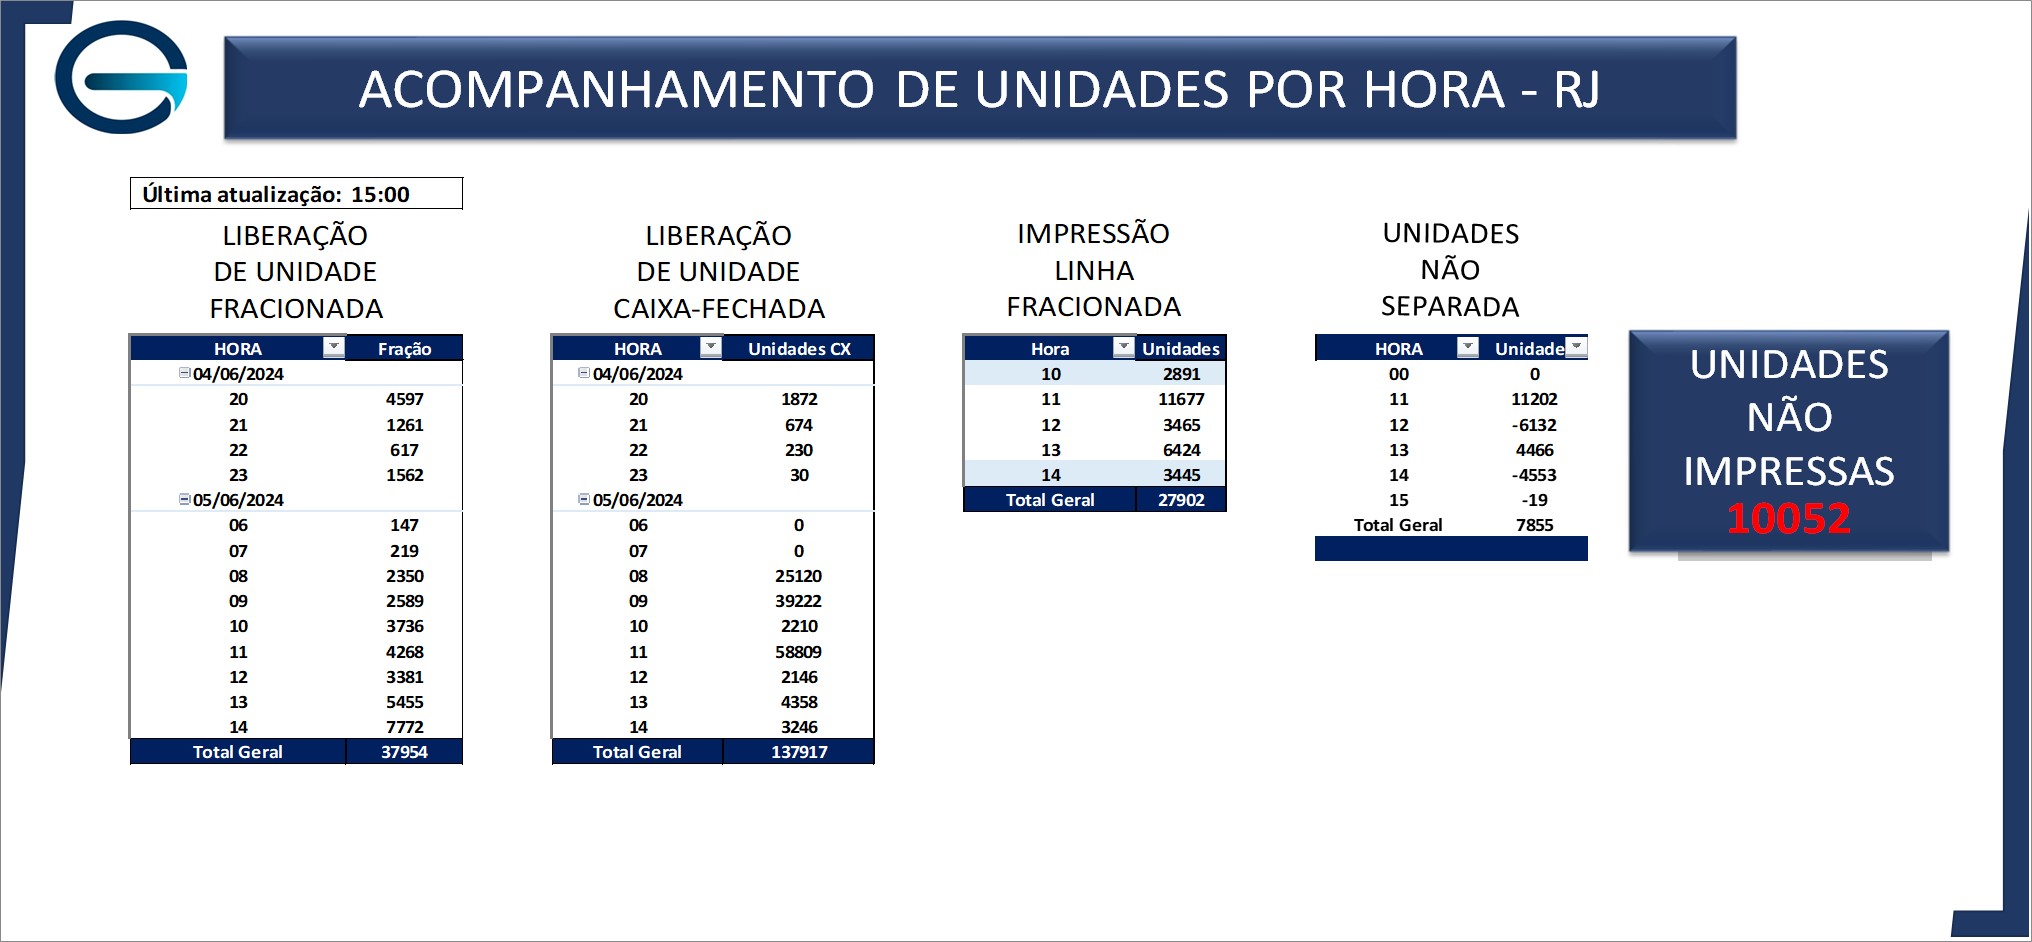 ACOMPANHAMENTO DE UNIDADES POR HORA - RJ
Última atualização: 15:00
LIBERAÇÃO
DE UNIDADE
FRACIONADA
HORA Fração
04/06/2024
20 4597
21 1261
22 617
23 1562
05/06/2024
06 147
07 219
08 2350
09 2589
10 3736
11 4268
12 3381
13 5455
14 7772
Total Geral 37954
LIBERAÇÃO
DE UNIDADE
CAIXA-FECHADA
HORA Unidades CX
04/06/2024
20 1872
21 674
22 230
23 30
05/06/2024
06 0
07 0
08 25120
09 39222
10 2210
11 58809
12 2146
13 4358
14 3246
Total Geral 137917
IMPRESSÃO
LINHA
FRACIONADA
Hora Unidades
10 2891
11 11677
12 3465
13 6424
14 3445
Total Geral 27902
UNIDADES
NÃO
SEPARADA
HORA Unidade
00 0
11 11202
12 -6132
13 4466
14 -4553
15 -19
Total Geral 7855
UNIDADES
NÃO
IMPRESSAS
10052